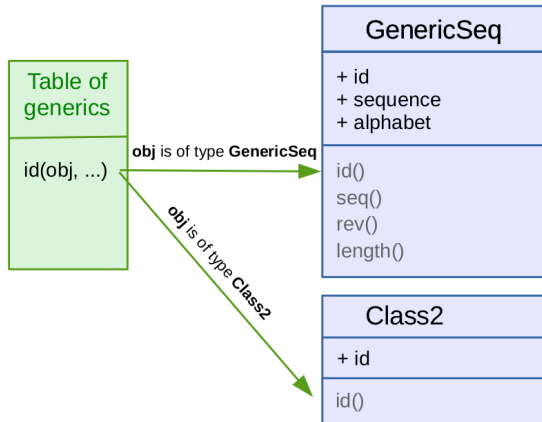 Table of
generics
id(obj, ...)
obj is of type GenericSeq
obj is of type Class2
GenericSeq
+ id
+ sequence
+ alphabet
id()
seq()
rev()
length()
Class2
+ id
id()